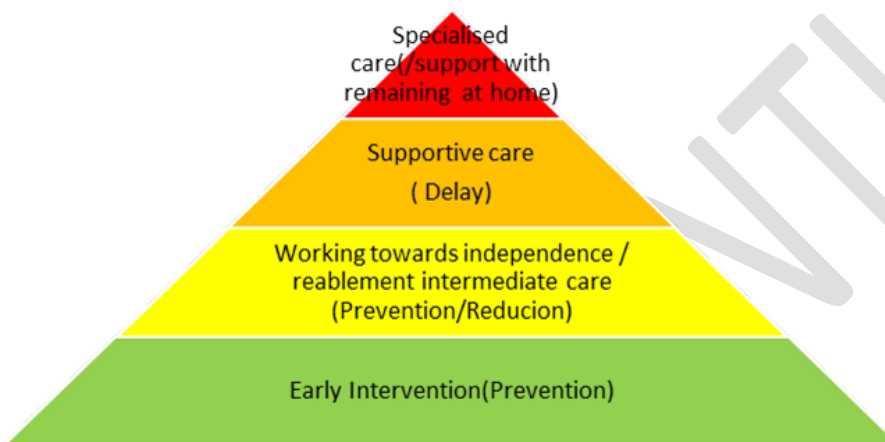 Specialised
care(/support with
remaining at home)
Supportive care
( Delay)
Working towards independence /
reablement intermediate care
(Prevention/Reducion)
Early Intervention(Prevention)